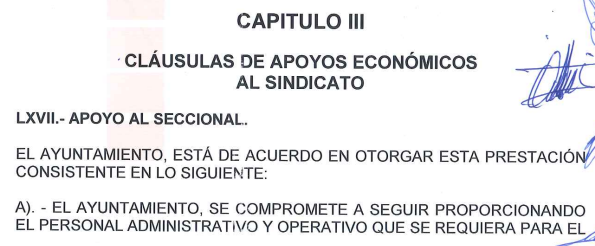 CAPITULO III
CLÁUSULAS DE APOYOS ECONÓMICOS
AL SINDICATO
LXVII.- APOYO AL SECCIONAL.
EL AYUNTAMIENTO, ESTÁ DE ACUERDO EN OTORGAR ESTA PRESTACIÓN
CONSISTENTE EN LO SIGUIENTE:
A). - EL AYUNTAMIENTO, SE COMPROMETE A SEGUIR PROPORCIONANDO
EL PERSONAL ADMINISTRATIVO Y OPERATIVO QUE SE REQUIERA PARA EL